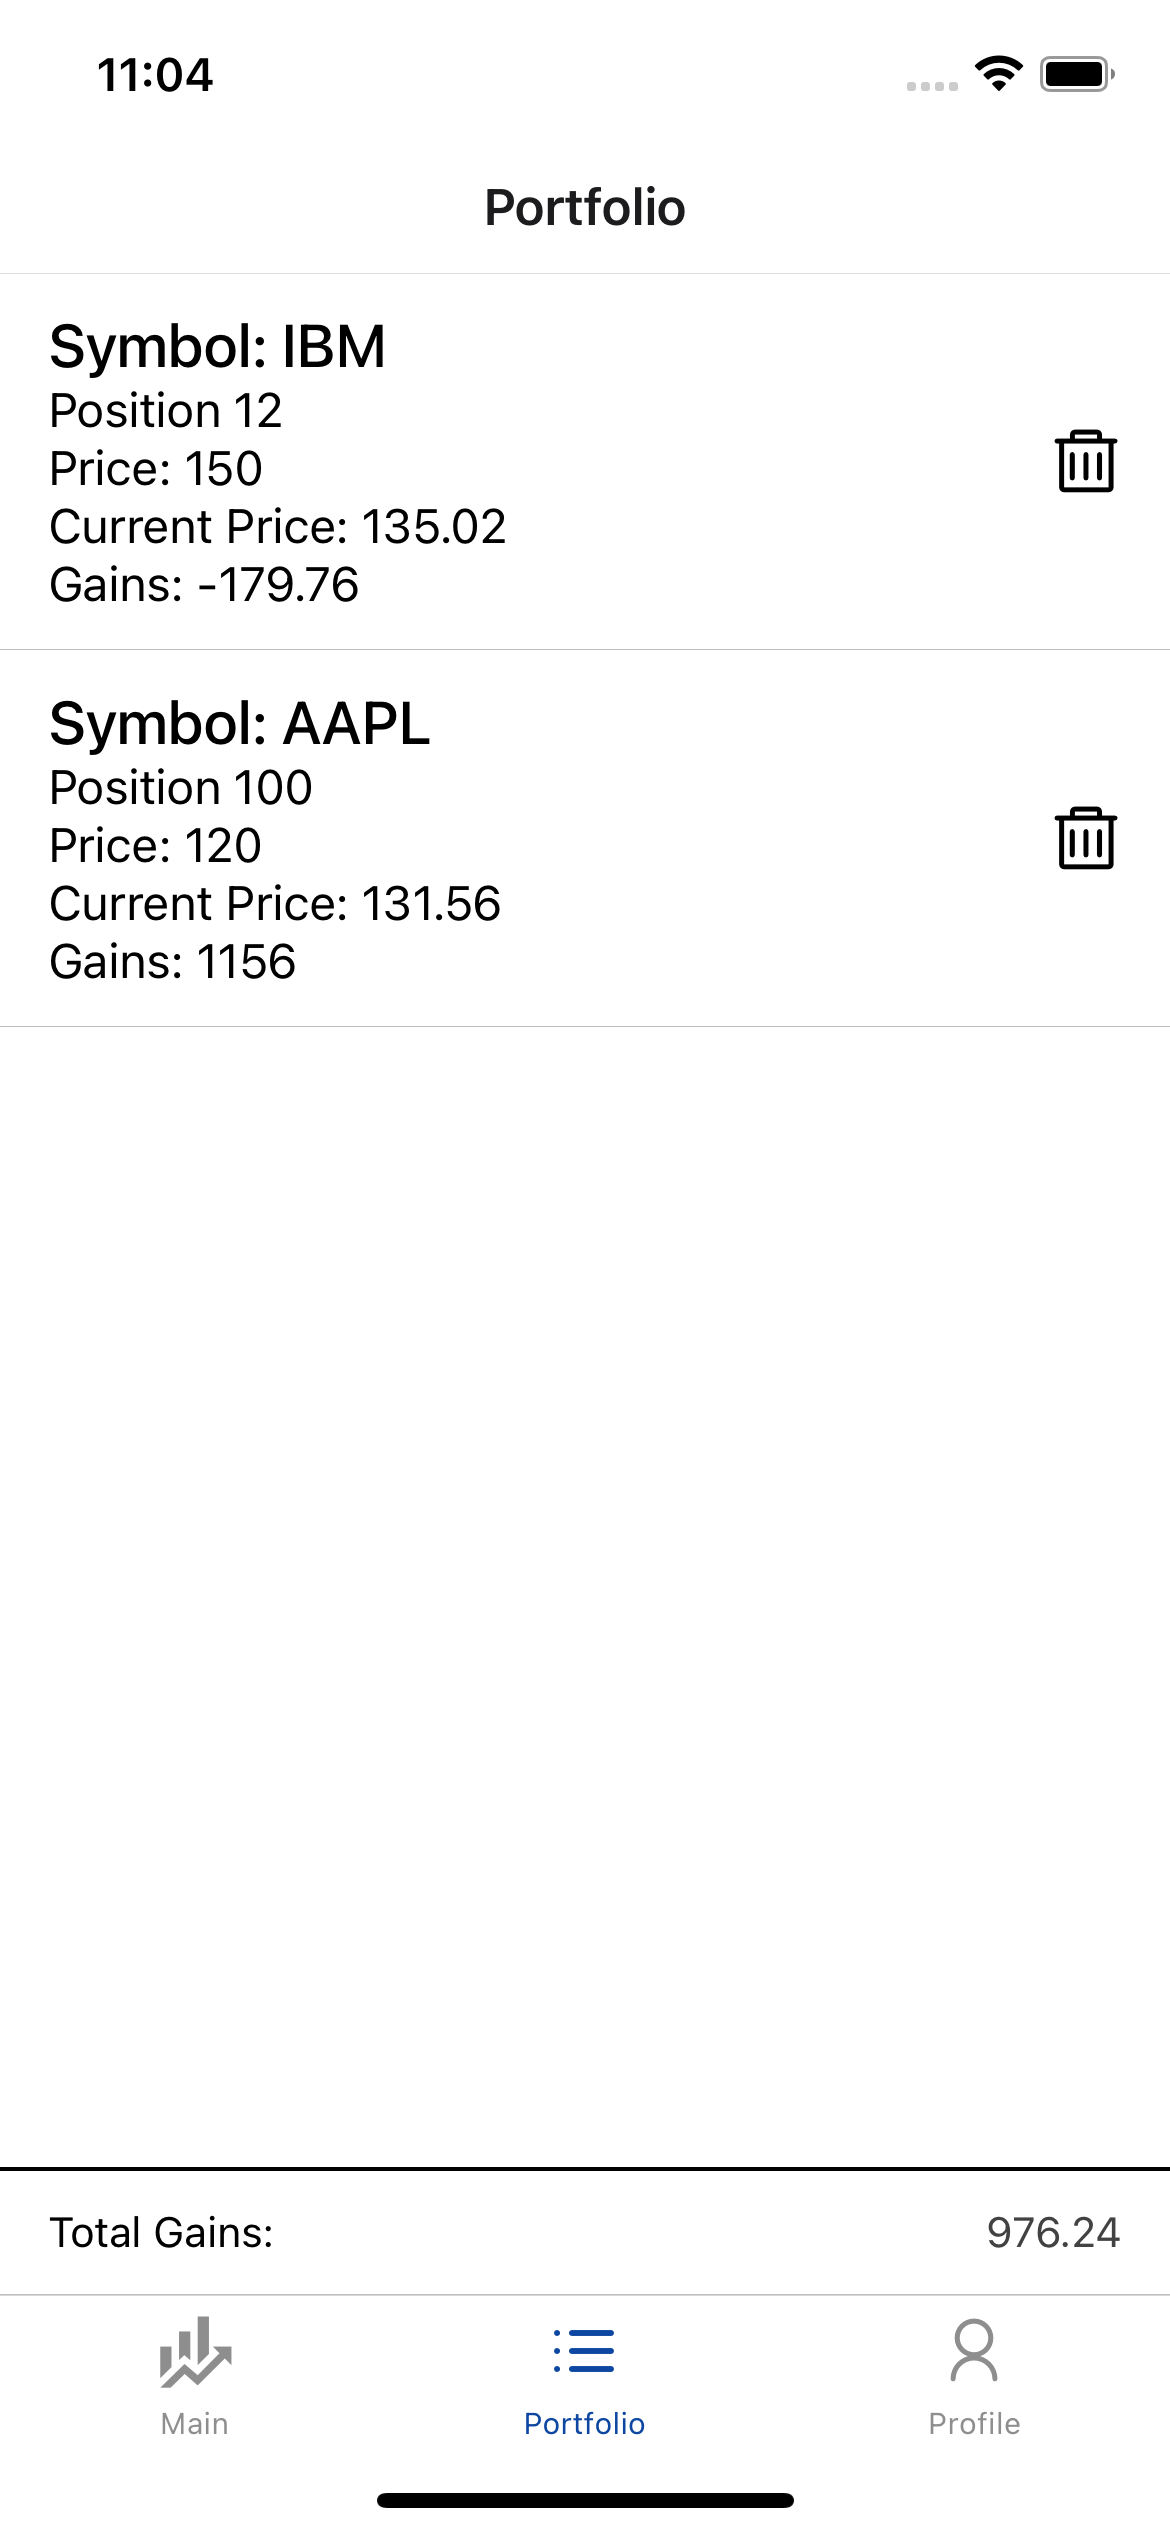 11:04
Portfolio
Symbol: IBM
Position 12
Price: 150
Current Price: 135.02
Gains: -179.76
Symbol: AAPL
Position 100
Price: 120
Current Price: 131.56
Gains: 1156
Total Gains: 976.24
Main Portfolio Profile